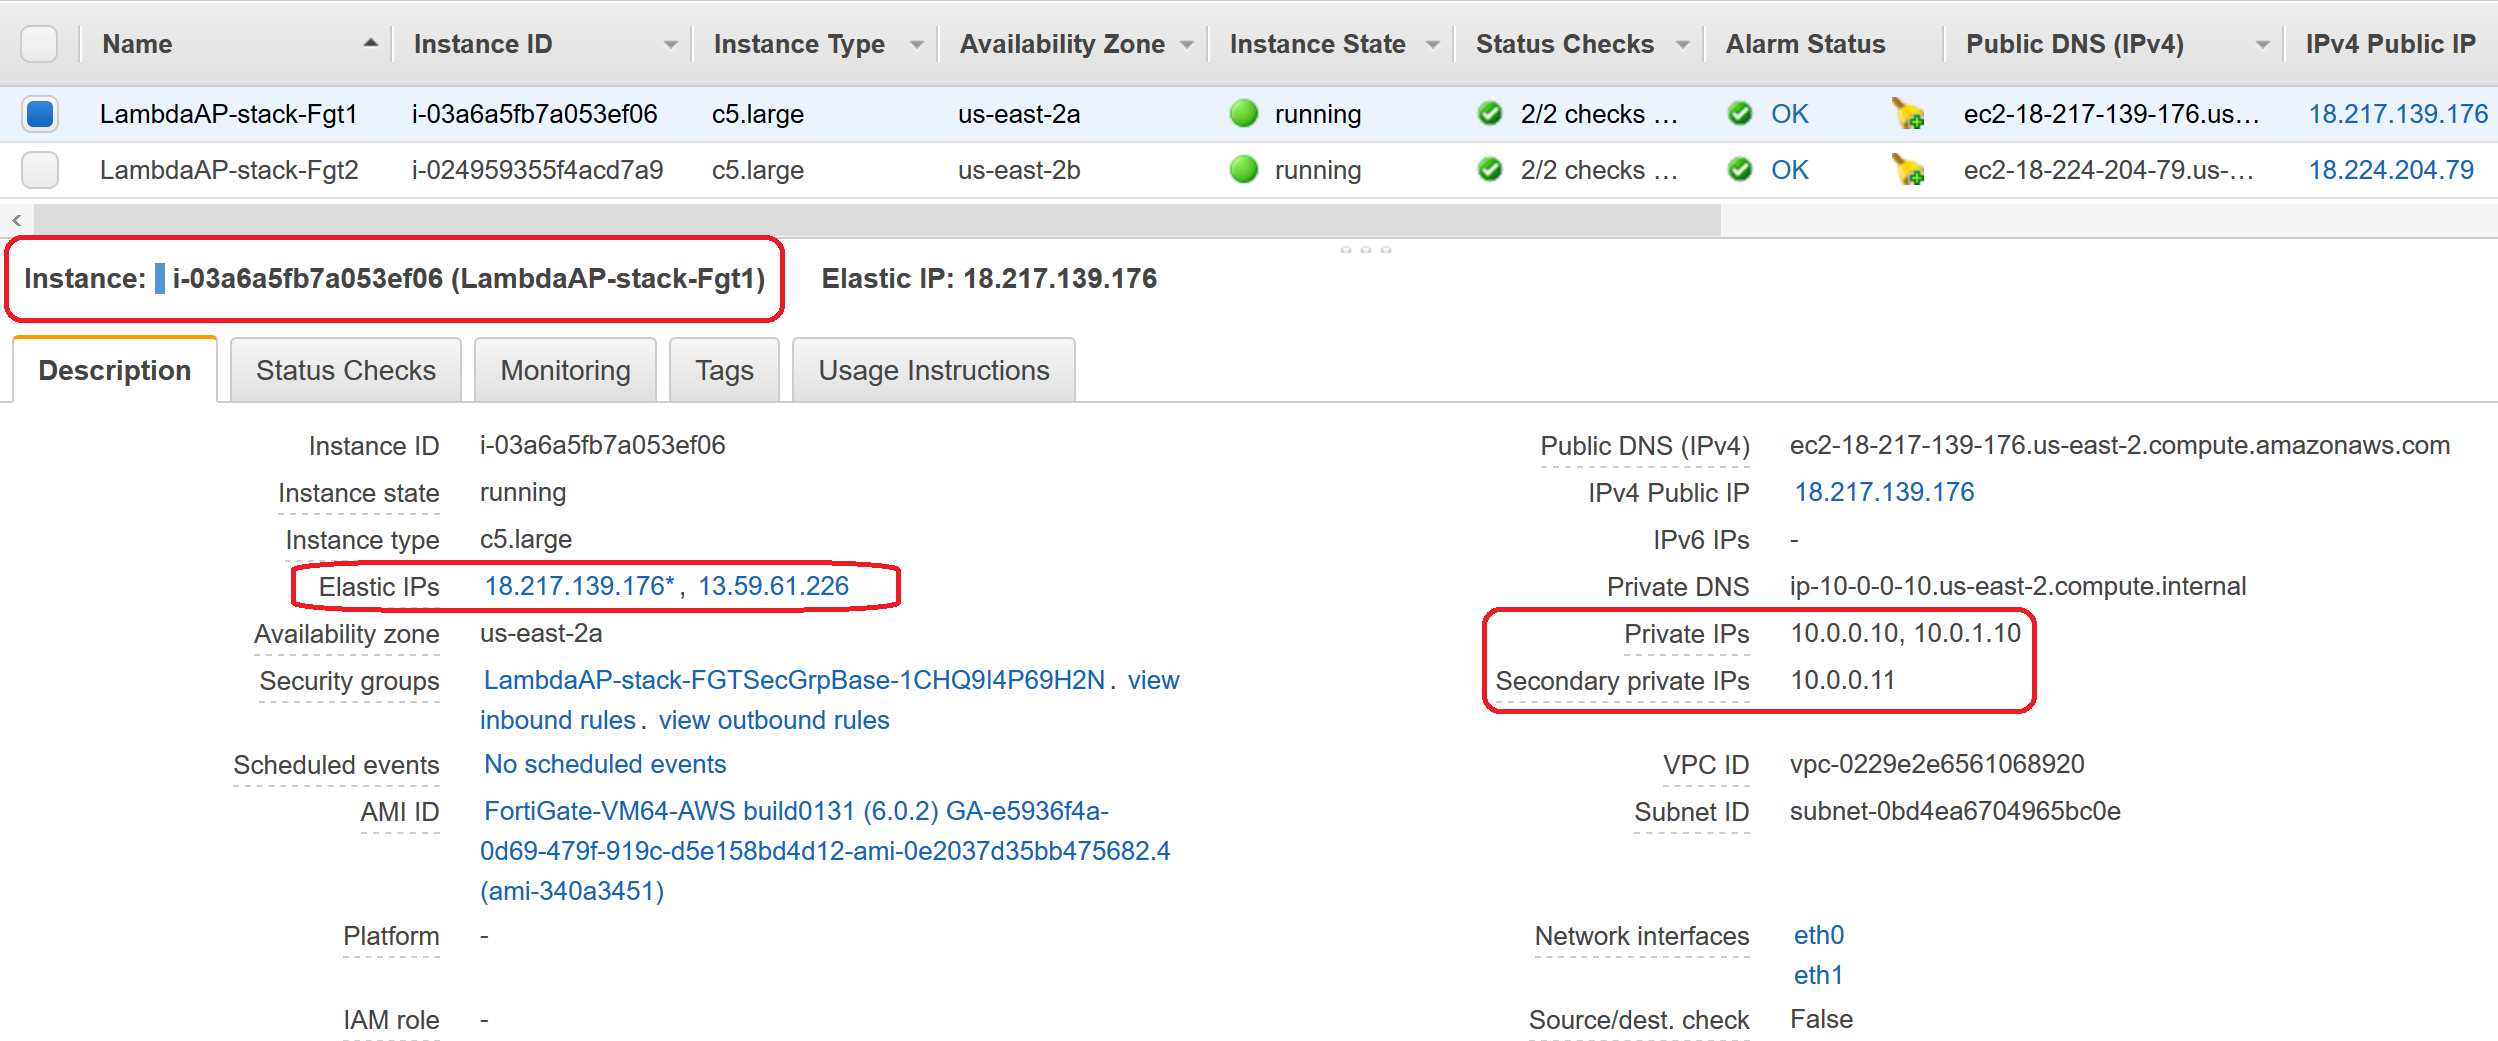 Name Instance ID Instance Type Availability Zone Instance State Status Checks Alarm Status Public DNS (IPv4) IPv4 Public IP
LambdaAP-stack-Fgt1 i-03a6a5fb7a053ef06 c5.large us-east-2a running 2/2 checks ... OK ec2-18-217-139-176.us... 18.217.139.176
LambdaAP-stack-Fgt2 i-024959355f4acd7a9 c5.large us-east-2b running 2/2 checks ... OK ec2-18-224-204-79.us-... 18.224.204.79
Instance: i-03a6a5fb7a053ef06 (LambdaAP-stack-Fgt1) Elastic IP: 18.217.139.176
Description Status Checks Monitoring Tags Usage Instructions
Instance ID i-03a6a5fb7a053ef06
Instance state running
Instance type c5.large
Elastic IPs 18.217.139.176*, 13.59.61.226
Availability zone us-east-2a
Security groups LambdaAP-stack-FGTSecGrpBase-1CHQ9I4P69H2N. view
inbound rules. view outbound rules
Scheduled events No scheduled events
AMI ID FortiGate-VM64-AWS build0131 (6.0.2) GA-e5936f4a-
0d69-479f-919c-d5e158bd4d12-ami-0e2037d35bb475682.4
(ami-340a3451)
Platform -
IAM role -
Public DNS (IPv4) ec2-18-217-139-176.us-east-2.compute.amazonaws.com
IPv4 Public IP 18.217.139.176
IPv6 IPs -
Private DNS ip-10-0-0-10.us-east-2.compute.internal
Private IPs 10.0.0.10, 10.0.1.10
Secondary private IPs 10.0.0.11
VPC ID vpc-0229e2e6561068920
Subnet ID subnet-0bd4ea6704965bc0e
Network interfaces eth0
eth1
Source/dest. check False